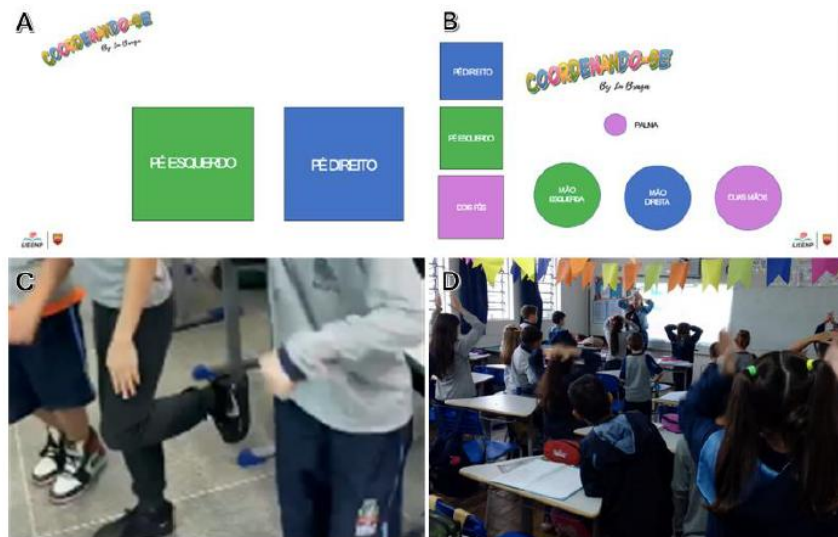 A
COORDENANDO-SE
By Lu Braga
PÉ ESQUERDO
PÉ DIREITO
B
PÉ DIREITO
PÉ ESQUERDO
DOIS PÉS
COORDENANDO-SE
By Lu Braga
PALMA
MÃO
ESQUERDA
MÃO
DIREITA
DUAS MÃOS
C
D